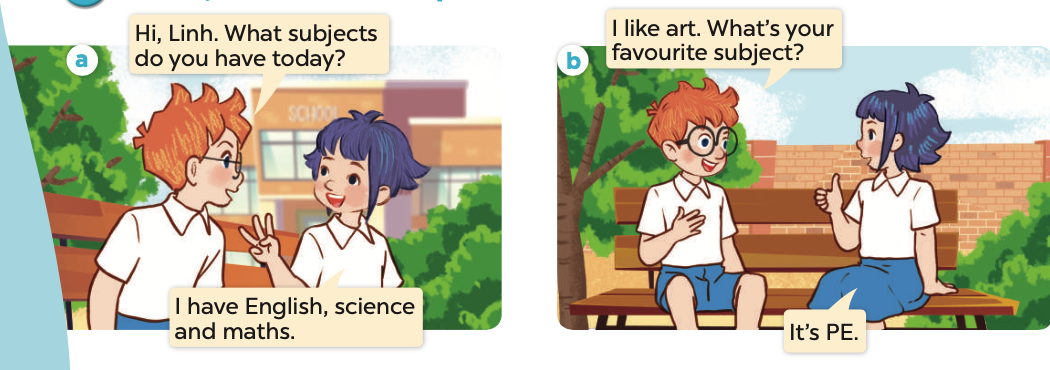 a
Hi, Linh. What subjects
do you have today?
SCHOOL
I have English, science
and maths.
b
I like art. What's your
favourite subject?
It's PE.